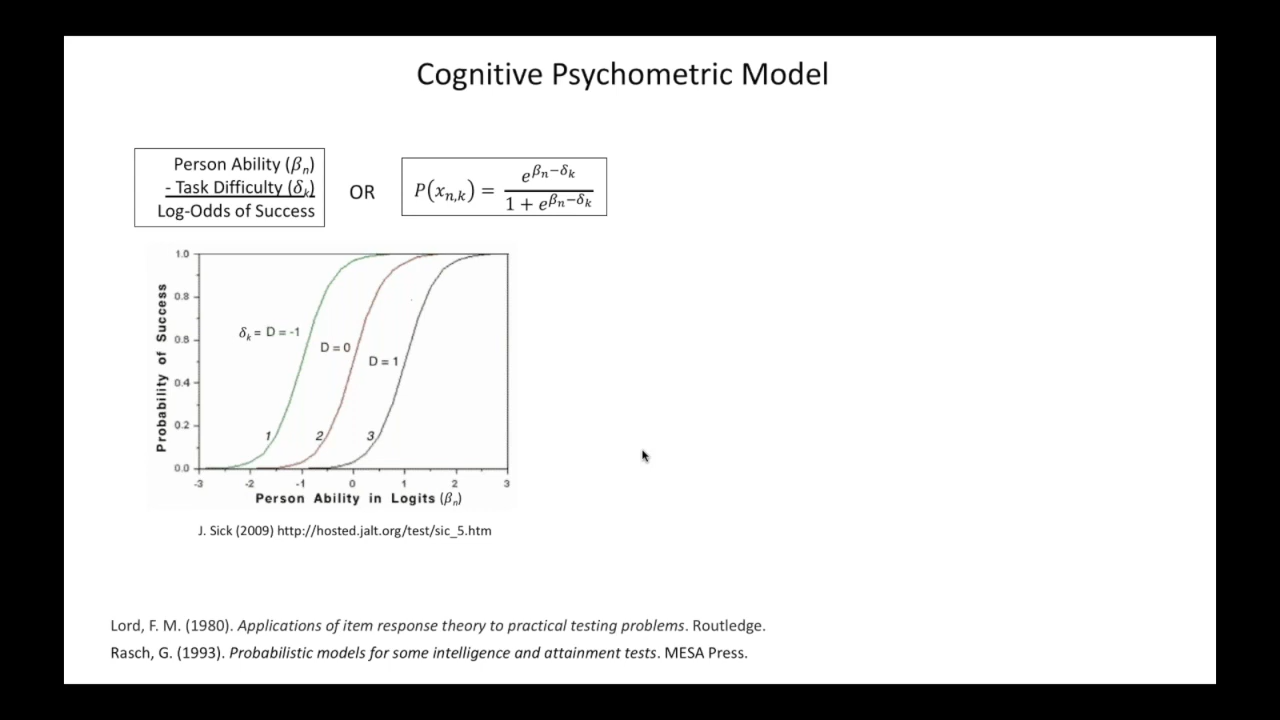 Cognitive Psychometric Model
Person Ability (βₙ)
- Task Difficulty (δₖ)
Log-Odds of Success
OR
P(xₙ,ₖ) = e^(βₙ−δₖ) / (1 + e^(βₙ−δₖ))
Probability of Success
1.0
0.8
0.6
0.4
0.2
0.0
δₖ = D = -1
D = 0
D = 1
1
2
3
-3 -2 -1 0 1 2 3
Person Ability in Logits (βₙ)
J. Sick (2009) http://hosted.jalt.org/test/sic_5.htm
Lord, F. M. (1980). Applications of item response theory to practical testing problems. Routledge.
Rasch, G. (1993). Probabilistic models for some intelligence and attainment tests. MESA Press.